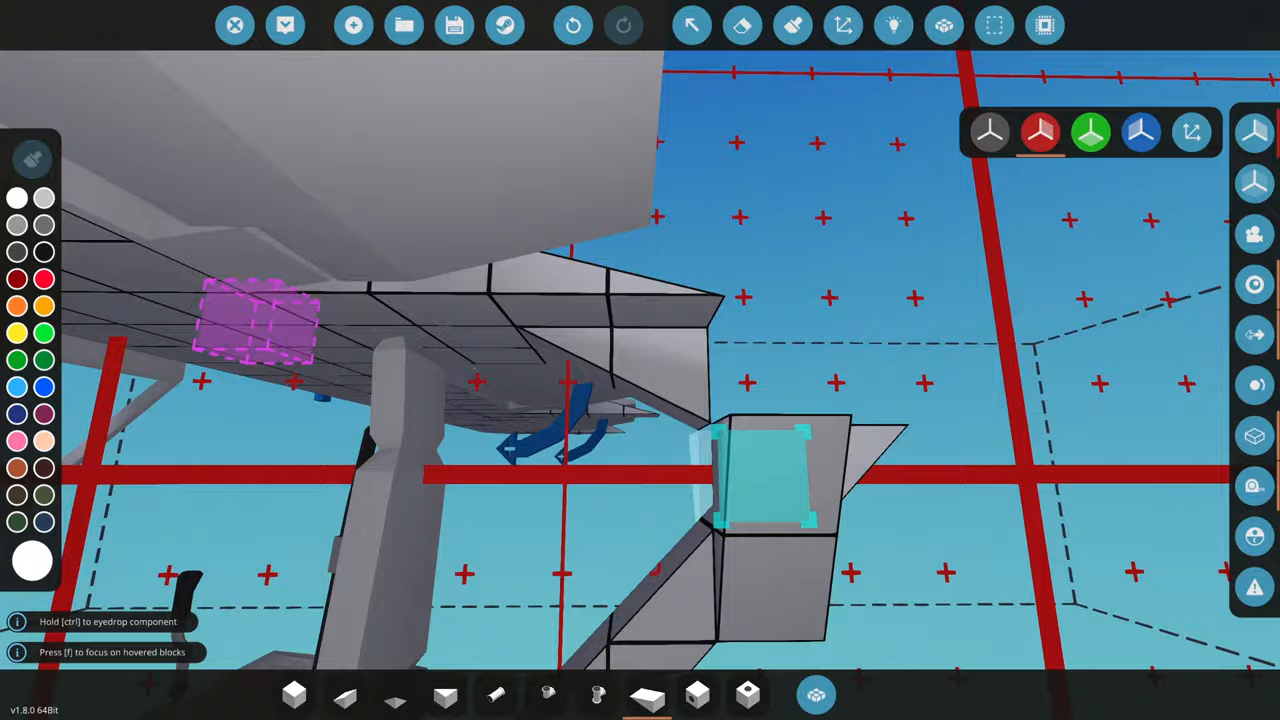 Hold [ctrl] to eyedrop component
Press [f] to focus on hovered blocks
v1.8.0 64Bit